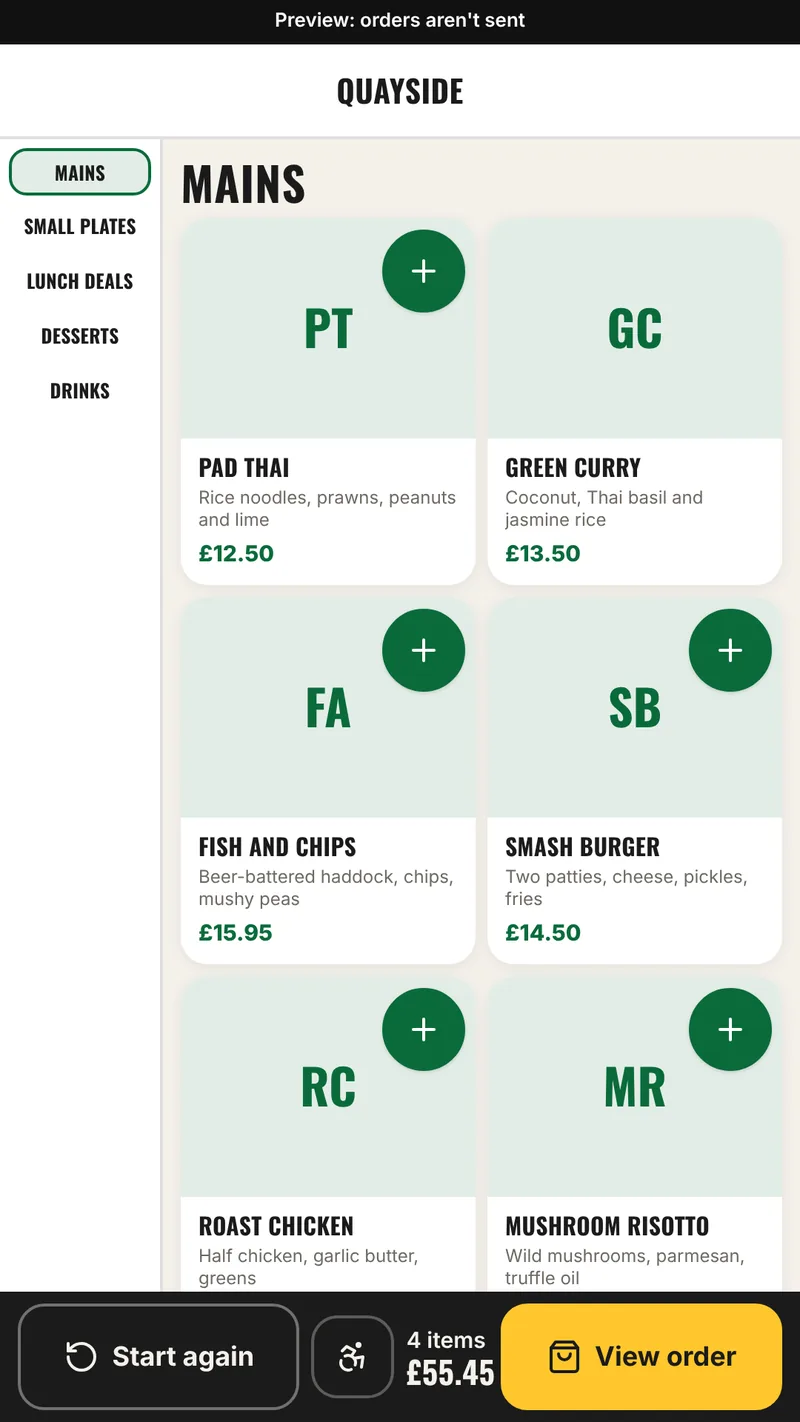 Preview: orders aren't sent
QUAYSIDE
MAINS
SMALL PLATES
LUNCH DEALS
DESSERTS
DRINKS
MAINS
PT
PAD THAI
Rice noodles, prawns, peanuts
and lime
£12.50
GC
GREEN CURRY
Coconut, Thai basil and
jasmine rice
£13.50
FA
FISH AND CHIPS
Beer-battered haddock, chips,
mushy peas
£15.95
SB
SMASH BURGER
Two patties, cheese, pickles,
fries
£14.50
RC
ROAST CHICKEN
Half chicken, garlic butter,
greens
MR
MUSHROOM RISOTTO
Wild mushrooms, parmesan,
truffle oil
Start again
4 items
£55.45
View order